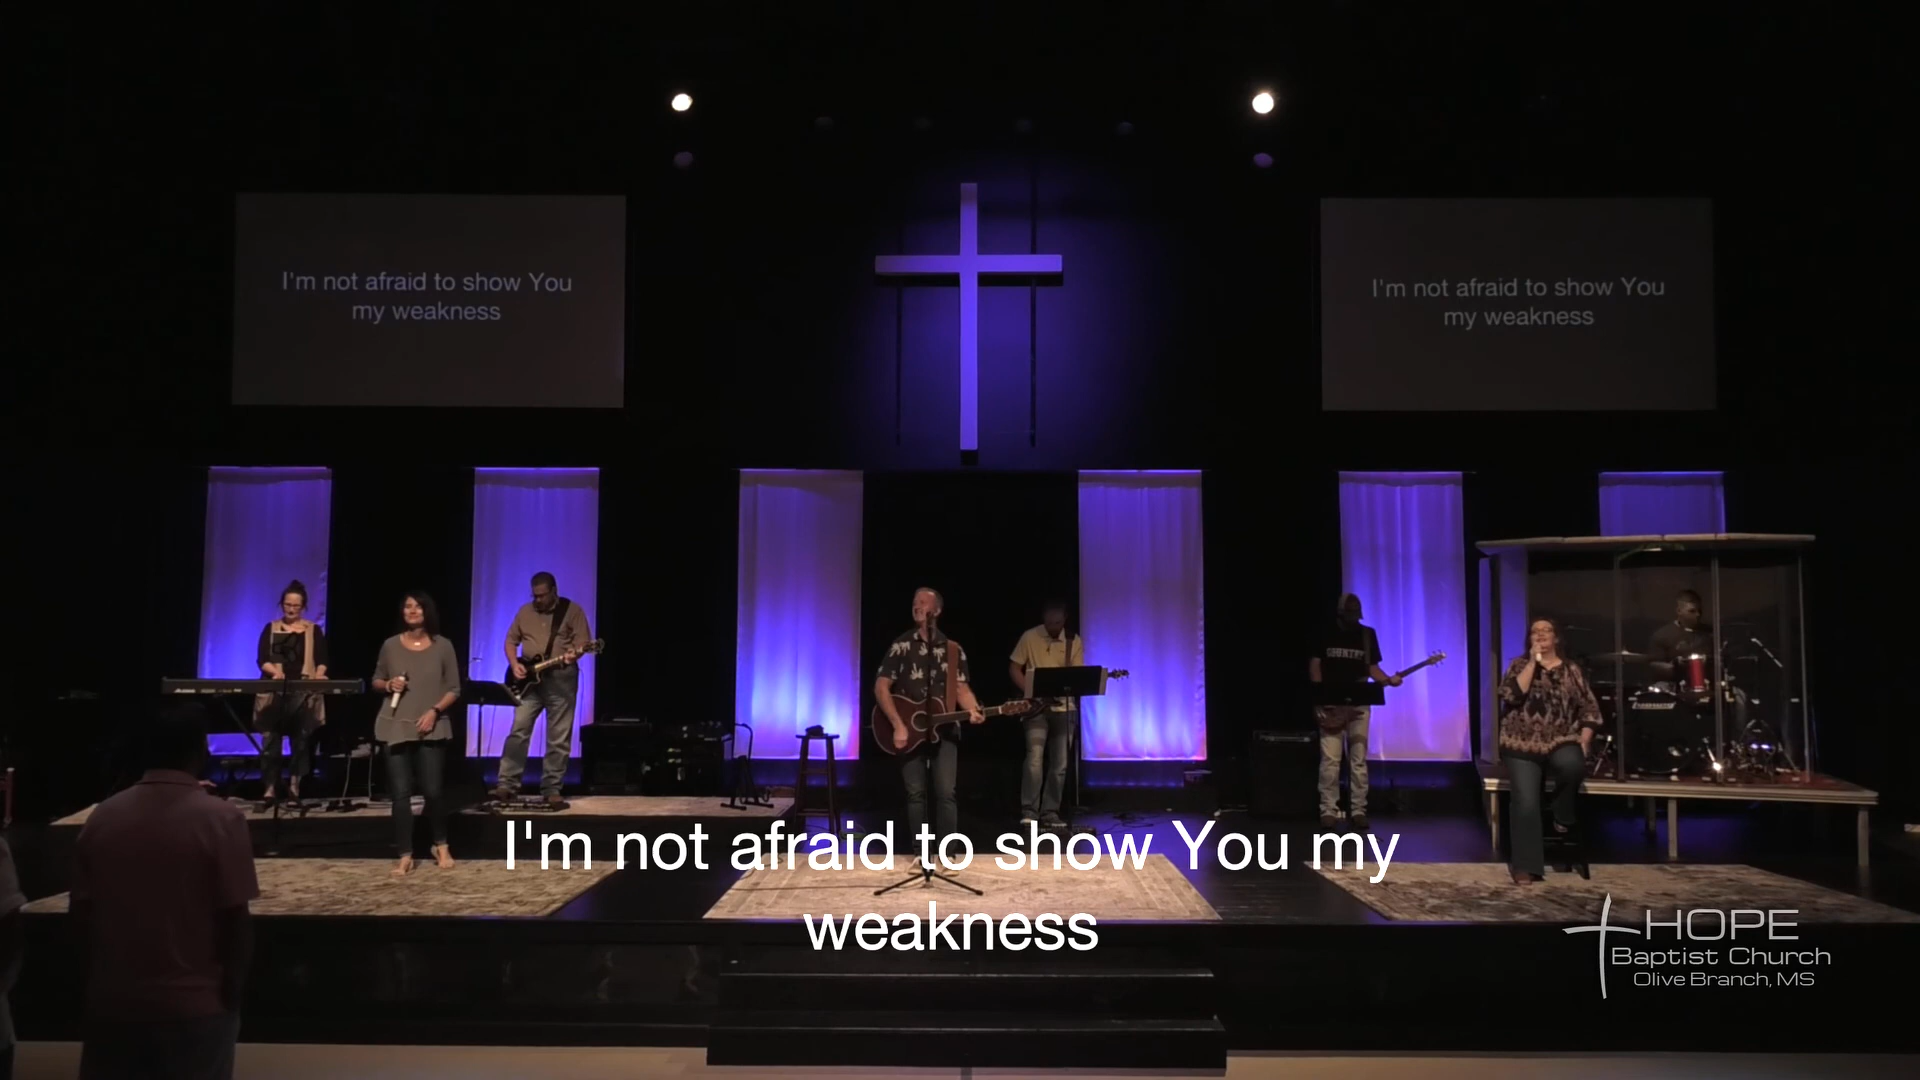 I'm not afraid to show You
my weakness
I'm not afraid to show You
my weakness
COUNTRY
I'm not afraid to show You my
weakness
HOPE
Baptist Church
Olive Branch, MS